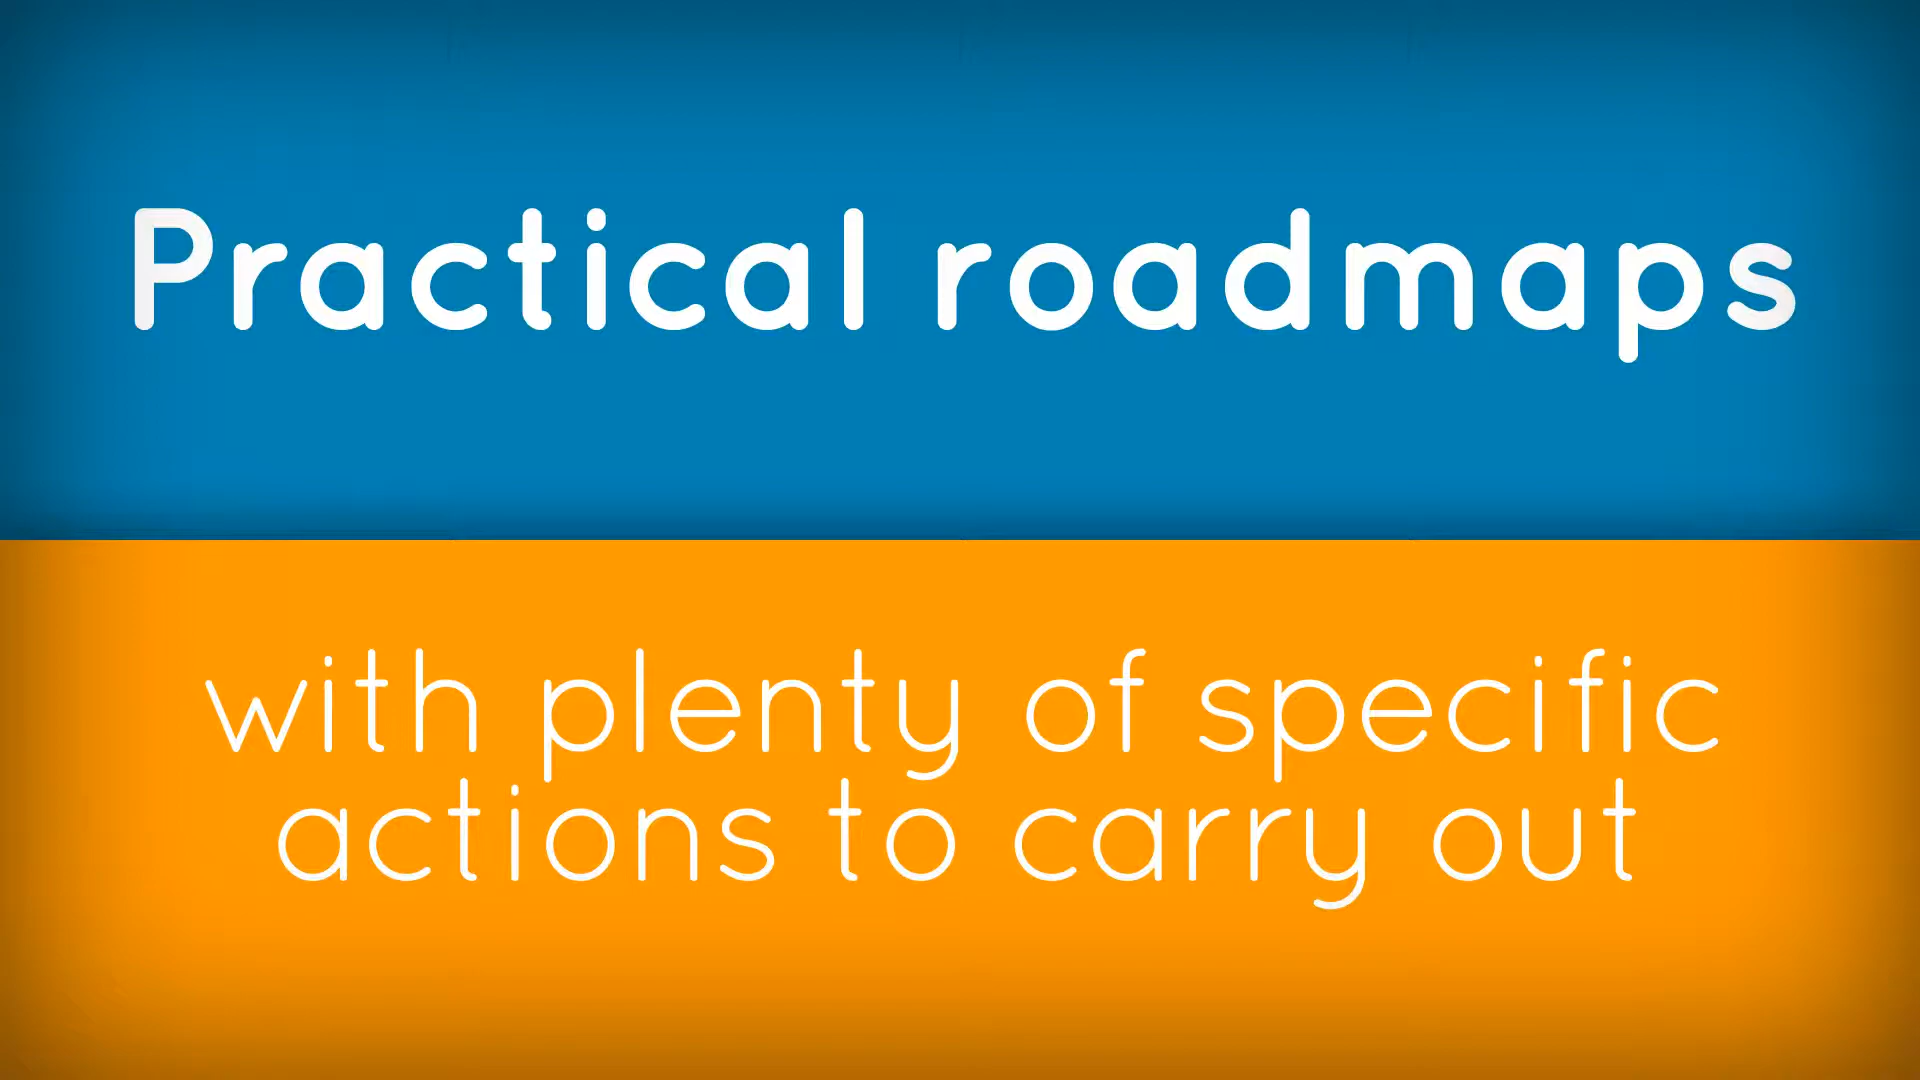 Practical roadmaps
with plenty of specific
actions to carry out